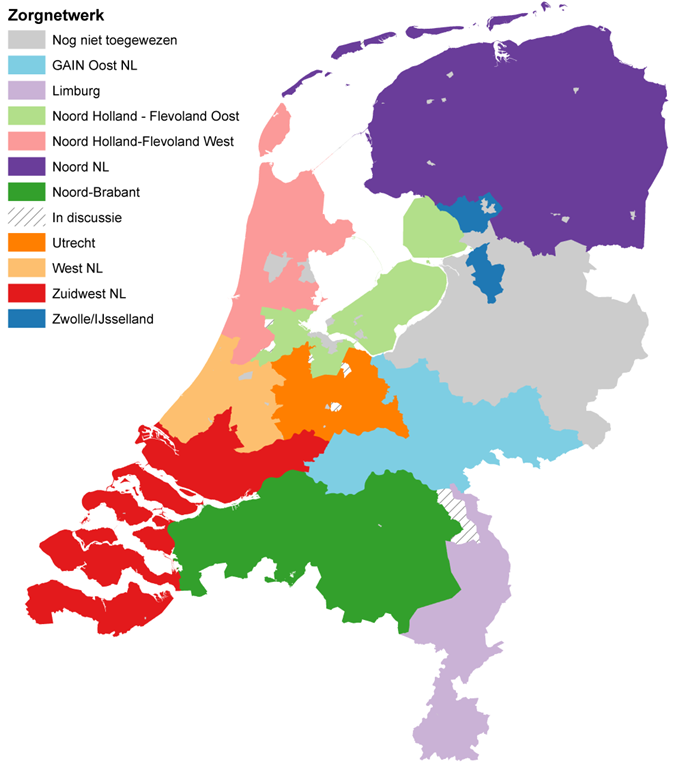 Zorgnetwerk
Nog niet toegewezen
GAIN Oost NL
Limburg
Noord Holland - Flevoland Oost
Noord Holland-Flevoland West
Noord NL
Noord-Brabant
In discussie
Utrecht
West NL
Zuidwest NL
Zwolle/IJsselland